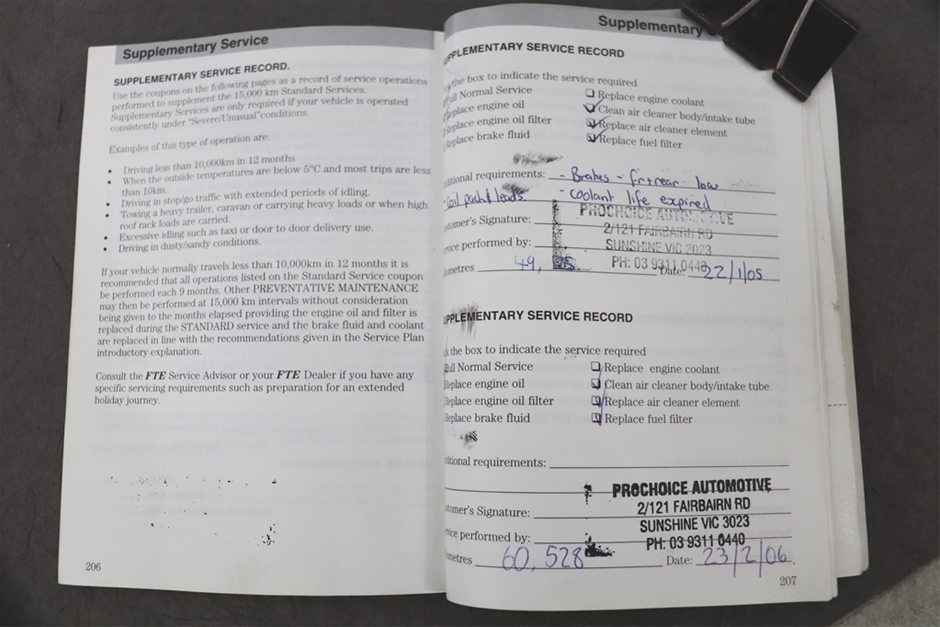 Supplementary Service
SUPPLEMENTARY SERVICE RECORD.
Use the coupons on the following pages as a record of service operations
performed to supplement the 15,000 km Standard Services.
Supplementary Services are only required if your vehicle is operated
consistently under "Severe/Unusual" conditions.
Examples of this type of operation are:
• Driving less than 10,000km in 12 months
• When the outside temperatures are below 5°C and most trips are less
than 10km.
• Driving in stop/go traffic with extended periods of idling.
• Towing a heavy trailer, caravan or carrying heavy loads or when high
roof rack loads are carried.
• Excessive idling such as taxi or door to door delivery use.
• Driving in dusty/sandy conditions.
If your vehicle normally travels less than 10,000km in 12 months it is
recommended that all operations listed on the Standard Service coupon
be performed each 9 months. Other PREVENTATIVE MAINTENANCE
may then be performed at 15,000 km intervals without consideration
being given to the months elapsed providing the engine oil and filter is
replaced during the STANDARD service and the brake fluid and coolant
are replaced in line with the recommendations given in the Service Plan
introductory explanation.
Consult the FTE Service Advisor or your FTE Dealer if you have any
specific servicing requirements such as preparation for an extended
holiday journey.
206
Supplementary
UPPLEMENTARY SERVICE RECORD
the box to indicate the service required
ull Normal Service
Replace engine coolant
eplace engine oil
Clean air cleaner body/intake tube
eplace engine oil filter
Replace air cleaner element
eplace brake fluid
Replace fuel filter
ditional requirements: - Brakes - fr+rear low
- Coil pack + leads. - coolant life expired
tomer's Signature:
PROCHOICE AUTOMOTIVE
2/121 FAIRBAIRN RD
vice performed by:
SUNSHINE VIC 3023
PH: 03 9311 0440
ometres 49, Date: 22/1/05
UPPLEMENTARY SERVICE RECORD
the box to indicate the service required
ull Normal Service
Replace engine coolant
eplace engine oil
Clean air cleaner body/intake tube
eplace engine oil filter
Replace air cleaner element
eplace brake fluid
Replace fuel filter
ditional requirements:
PROCHOICE AUTOMOTIVE
tomer's Signature:
2/121 FAIRBAIRN RD
SUNSHINE VIC 3023
vice performed by:
PH: 03 9311 0440
ometres 60,528 Date: 23/2/06
207